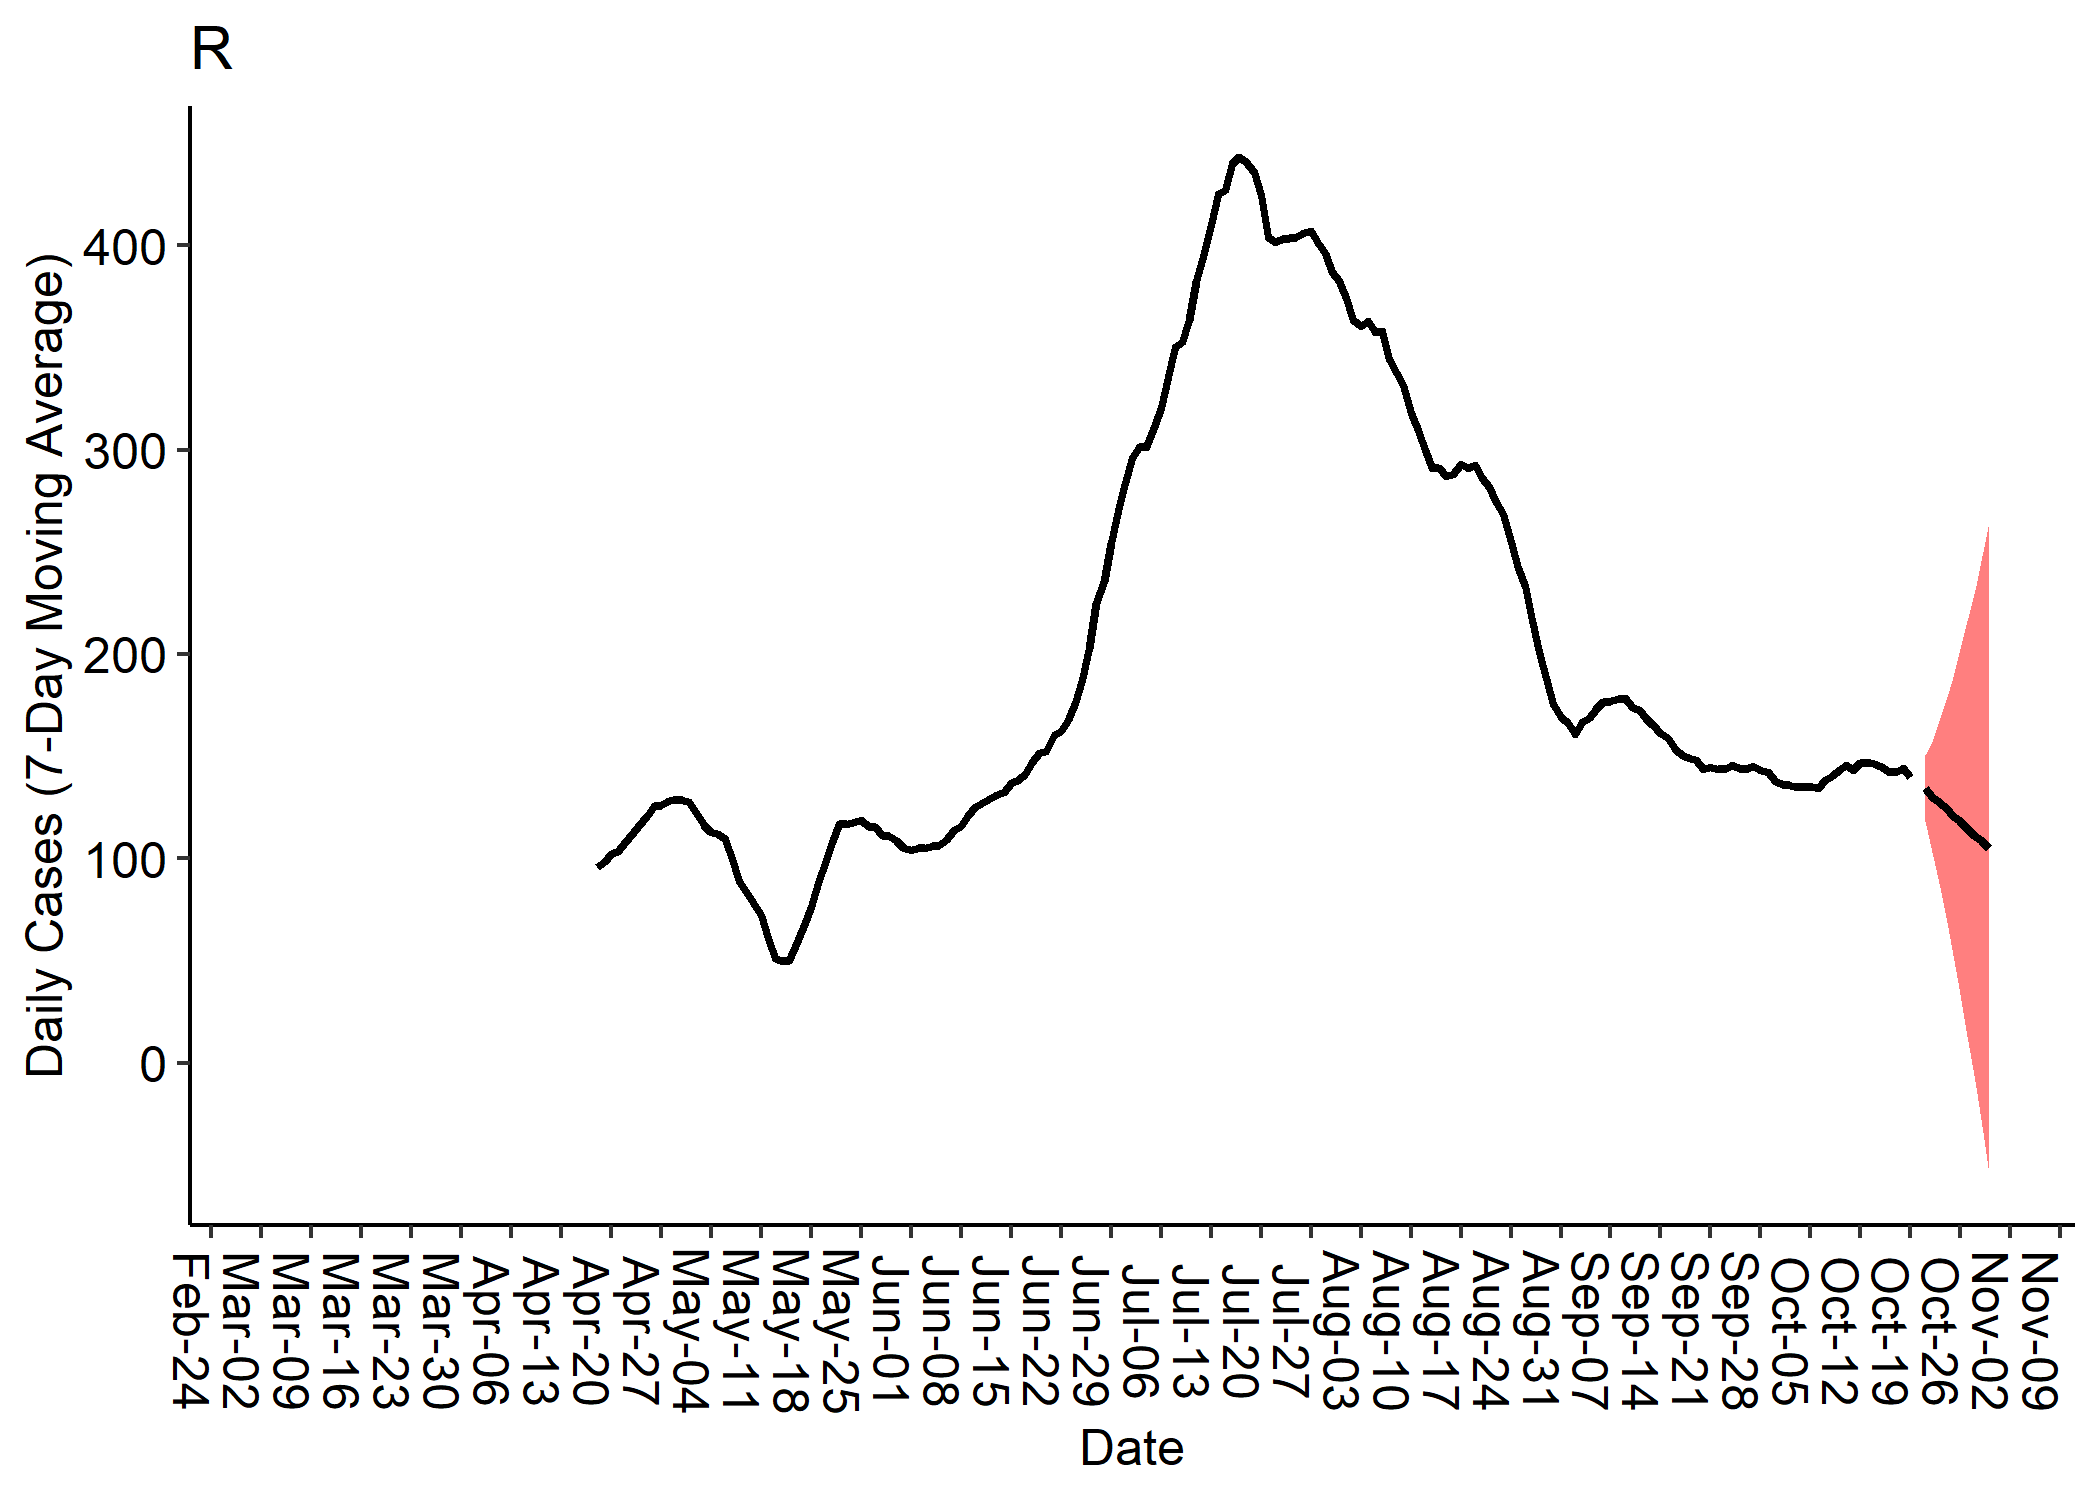 R
Daily Cases (7-Day Moving Average)
400
300
200
100
0
Feb-24
Mar-02
Mar-09
Mar-16
Mar-23
Mar-30
Apr-06
Apr-13
Apr-20
Apr-27
May-04
May-11
May-18
May-25
Jun-01
Jun-08
Jun-15
Jun-22
Jun-29
Jul-06
Jul-13
Jul-20
Jul-27
Aug-03
Aug-10
Aug-17
Aug-24
Aug-31
Sep-07
Sep-14
Sep-21
Sep-28
Oct-05
Oct-12
Oct-19
Oct-26
Nov-02
Nov-09
Date